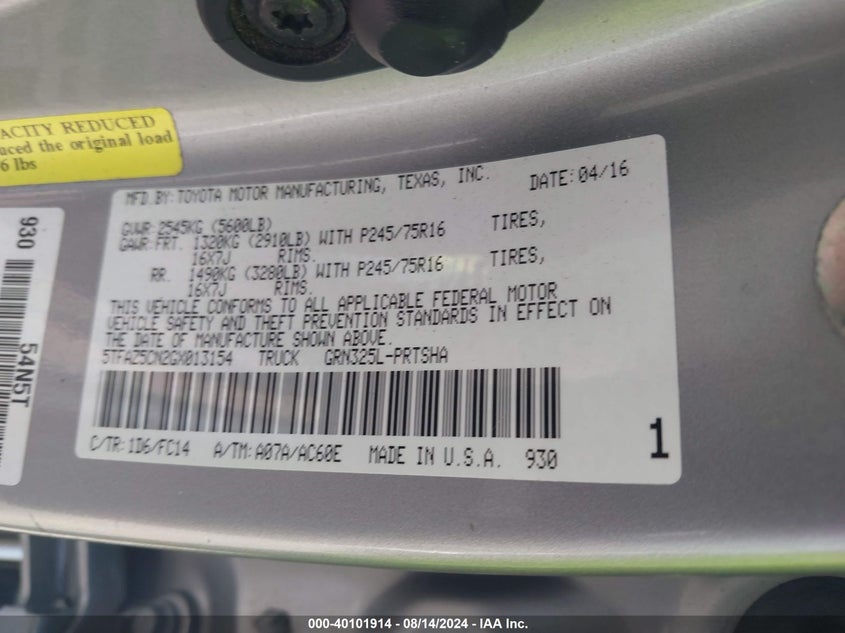 ACITY REDUCED
uced the original load
6 lbs
930
54N5T
MFD.BY:TOYOTA MOTOR MANUFACTURING, TEXAS, INC. DATE:04/16
GVWR:2545KG (5600LB)
GAWR:FRT. 1320KG (2910LB) WITH P245/75R16 TIRES,
16X7J RIMS.
RR. 1490KG (3280LB) WITH P245/75R16 TIRES,
16X7J RIMS.
THIS VEHICLE CONFORMS TO ALL APPLICABLE FEDERAL MOTOR
VEHICLE SAFETY AND THEFT PREVENTION STANDARDS IN EFFECT ON
THE DATE OF MANUFACTURE SHOWN ABOVE.
5TFAZ5CN2GX013154 TRUCK GRN325L-PRTSHA
C/TR:1D6/FC14 A/TM:A07A/AC60E MADE IN U.S.A. 930
1
000-40101914 - 08/14/2024 - IAA Inc.